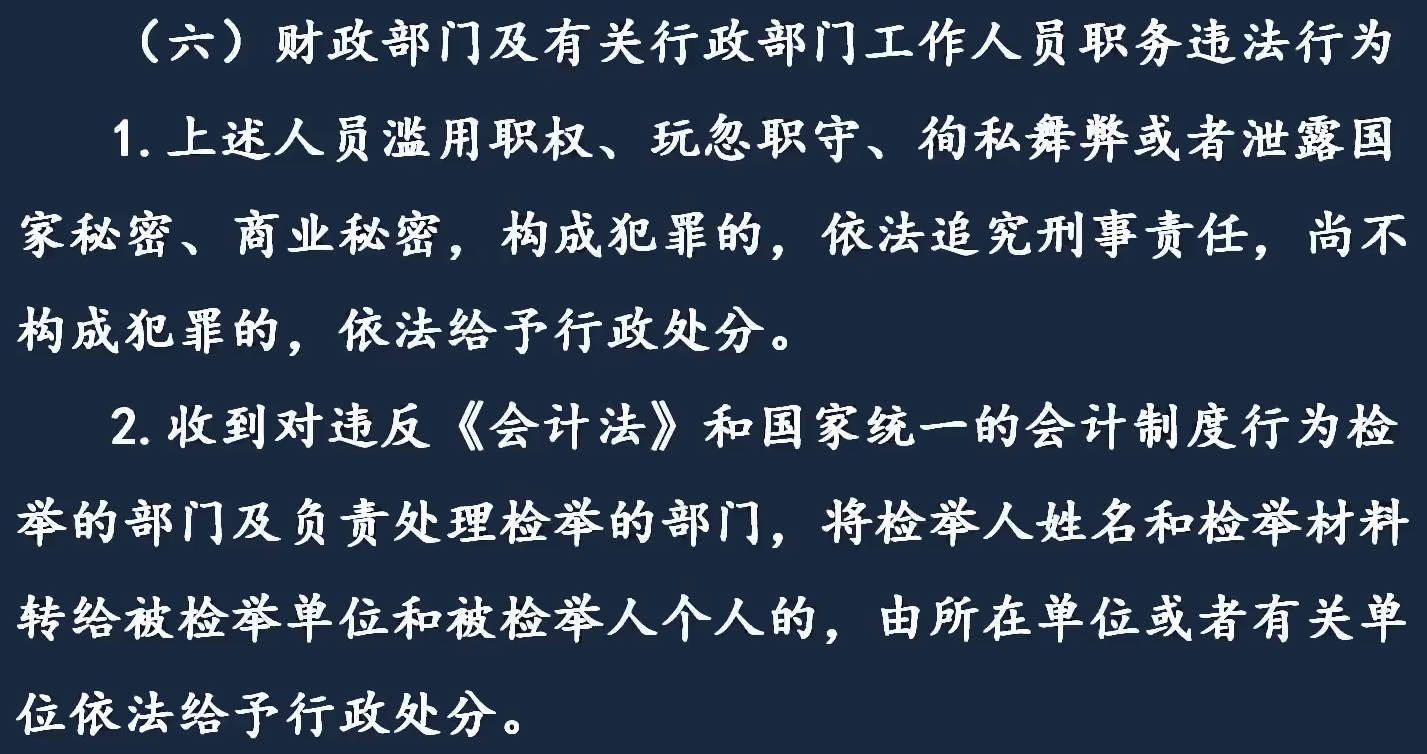 （六）财政部门及有关行政部门工作人员职务违法行为
1.上述人员滥用职权、玩忽职守、徇私舞弊或者泄露国
家秘密、商业秘密，构成犯罪的，依法追究刑事责任，尚不
构成犯罪的，依法给予行政处分。
2.收到对违反《会计法》和国家统一的会计制度行为检
举的部门及负责处理检举的部门，将检举人姓名和检举材料
转给被检举单位和被检举人个人的，由所在单位或者有关单
位依法给予行政处分。